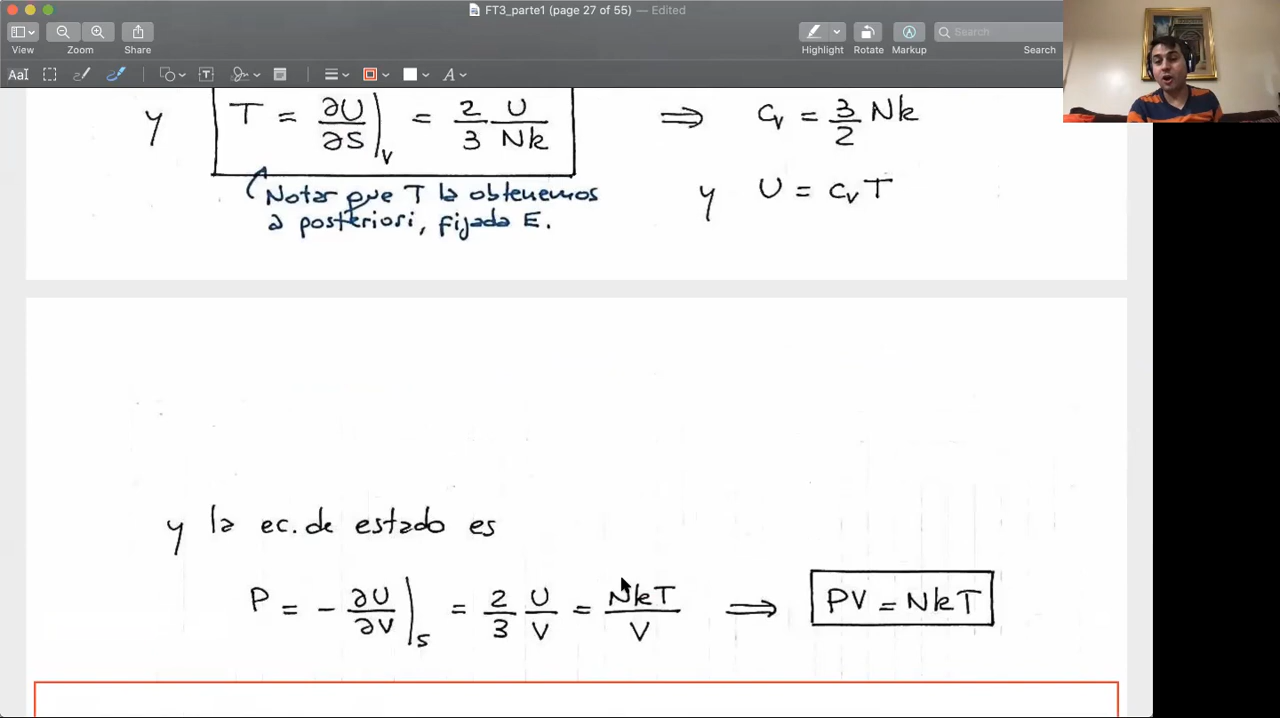 FT3_parte1 (page 27 of 55) — Edited
View Zoom Share Highlight Rotate Markup Search Search
AaI
y T = ∂U/∂S|_V = 2/3 U/Nk ⟹ c_V = 3/2 Nk
Notar que T la obtenemos
a posteriori, fijada E.
y U = c_V T
y la ec. de estado es
P = - ∂U/∂V|_S = 2/3 U/V = NkT/V ⟹ PV = NkT